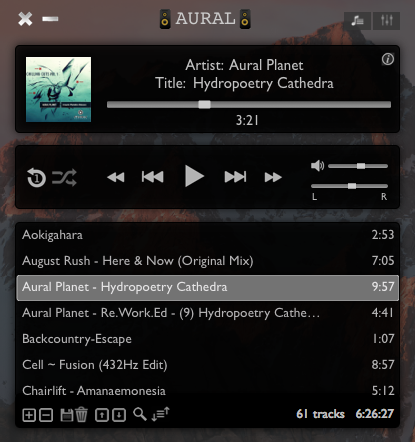 AURAL
Artist: Aural Planet
Title: Hydropoetry Cathedra
3:21
1
L R
Aokigahara 2:53
August Rush - Here & Now (Original Mix) 7:05
Aural Planet - Hydropoetry Cathedra 9:57
Aural Planet - Re.Work.Ed - (9) Hydropoetry Cathe... 4:41
Backcountry-Escape 1:07
Cell ~ Fusion (432Hz Edit) 8:57
Chairlift - Amanaemonesia 5:12
61 tracks 6:26:27